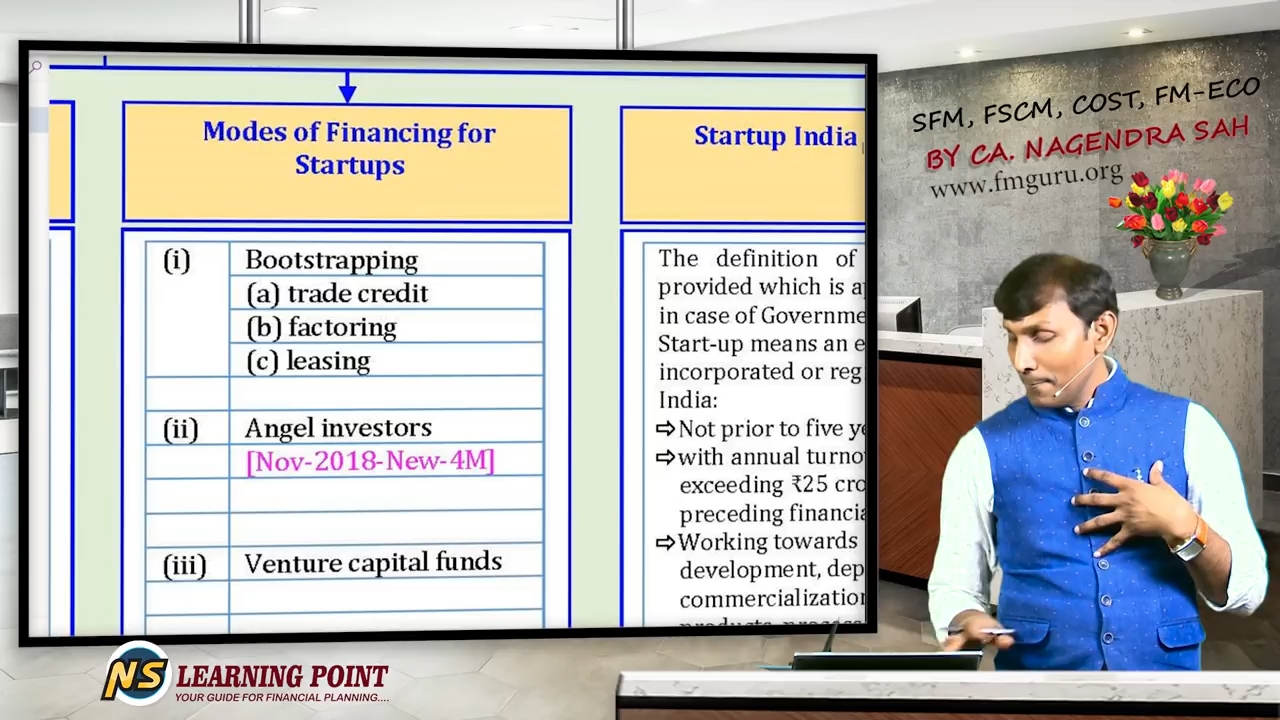 Modes of Financing for
Startups
(i) Bootstrapping
(a) trade credit
(b) factoring
(c) leasing
(ii) Angel investors
[Nov-2018-New-4M]
(iii) Venture capital funds
Startup India
The definition of
provided which is a
in case of Governme
Start-up means an e
incorporated or reg
India:
⇨Not prior to five ye
⇨with annual turno
exceeding ₹25 cro
preceding financia
⇨Working towards
development, dep
commercialization
SFM, FSCM, COST, FM-ECO
BY CA. NAGENDRA SAH
www.fmguru.org
NS LEARNING POINT
YOUR GUIDE FOR FINANCIAL PLANNING....